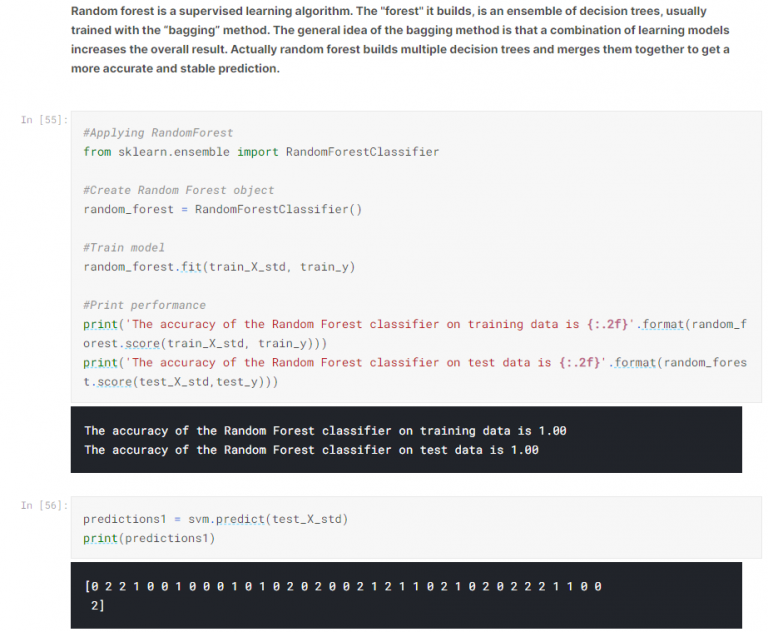 Random forest is a supervised learning algorithm. The "forest" it builds, is an ensemble of decision trees, usually
trained with the “bagging” method. The general idea of the bagging method is that a combination of learning models
increases the overall result. Actually random forest builds multiple decision trees and merges them together to get a
more accurate and stable prediction.
In [55]:
#Applying RandomForest
from sklearn.ensemble import RandomForestClassifier
#Create Random Forest object
random_forest = RandomForestClassifier()
#Train model
random_forest.fit(train_X_std, train_y)
#Print performance
print('The accuracy of the Random Forest classifier on training data is {:.2f}'.format(random_f
orest.score(train_X_std, train_y)))
print('The accuracy of the Random Forest classifier on test data is {:.2f}'.format(random_fores
t.score(test_X_std,test_y)))
The accuracy of the Random Forest classifier on training data is 1.00
The accuracy of the Random Forest classifier on test data is 1.00
In [56]:
predictions1 = svm.predict(test_X_std)
print(predictions1)
[0 2 2 1 0 0 1 0 0 0 1 0 1 0 2 0 2 0 0 2 1 2 1 1 0 2 1 0 2 0 2 2 2 1 1 0 0
2]